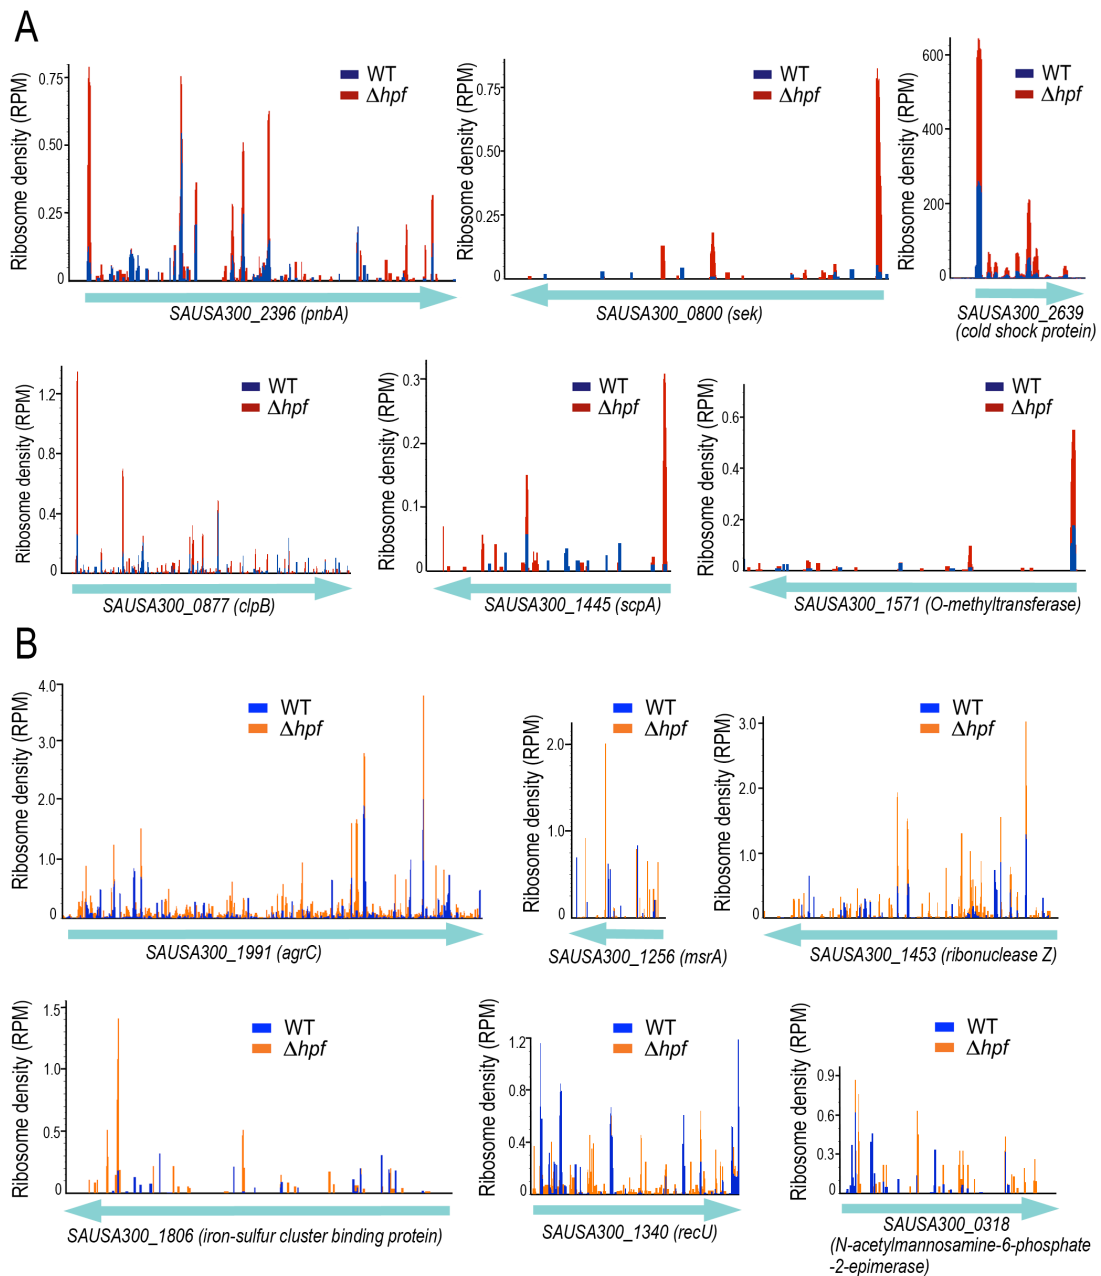 A
Ribosome density (RPM)
0.75
0.50
0.25
0
WT
Δhpf
SAUSA300_2396 (pnbA)
Ribosome density (RPM)
0.75
0.50
0.25
0
WT
Δhpf
SAUSA300_0800 (sek)
Ribosome density (RPM)
600
400
200
0
WT
Δhpf
SAUSA300_2639
(cold shock protein)
Ribosome density (RPM)
1.2
0.8
0.4
0
WT
Δhpf
SAUSA300_0877 (clpB)
Ribosome density (RPM)
0.3
0.2
0.1
0
WT
Δhpf
SAUSA300_1445 (scpA)
Ribosome density (RPM)
0.6
0.4
0.2
0
WT
Δhpf
SAUSA300_1571 (O-methyltransferase)
B
Ribosome density (RPM)
4.0
3.0
2.0
1.0
0
WT
Δhpf
SAUSA300_1991 (agrC)
Ribosome density (RPM)
2.0
1.0
0
WT
Δhpf
SAUSA300_1256 (msrA)
Ribosome density (RPM)
3.0
2.0
1.0
0
WT
Δhpf
SAUSA300_1453 (ribonuclease Z)
Ribosome density (RPM)
1.5
1.0
0.5
0
WT
Δhpf
SAUSA300_1806 (iron-sulfur cluster binding protein)
Ribosome density (RPM)
1.2
0.8
0.4
0
WT
Δhpf
SAUSA300_1340 (recU)
Ribosome density (RPM)
0.9
0.6
0.3
0
WT
Δhpf
SAUSA300_0318
(N-acetylmannosamine-6-phosphate
-2-epimerase)